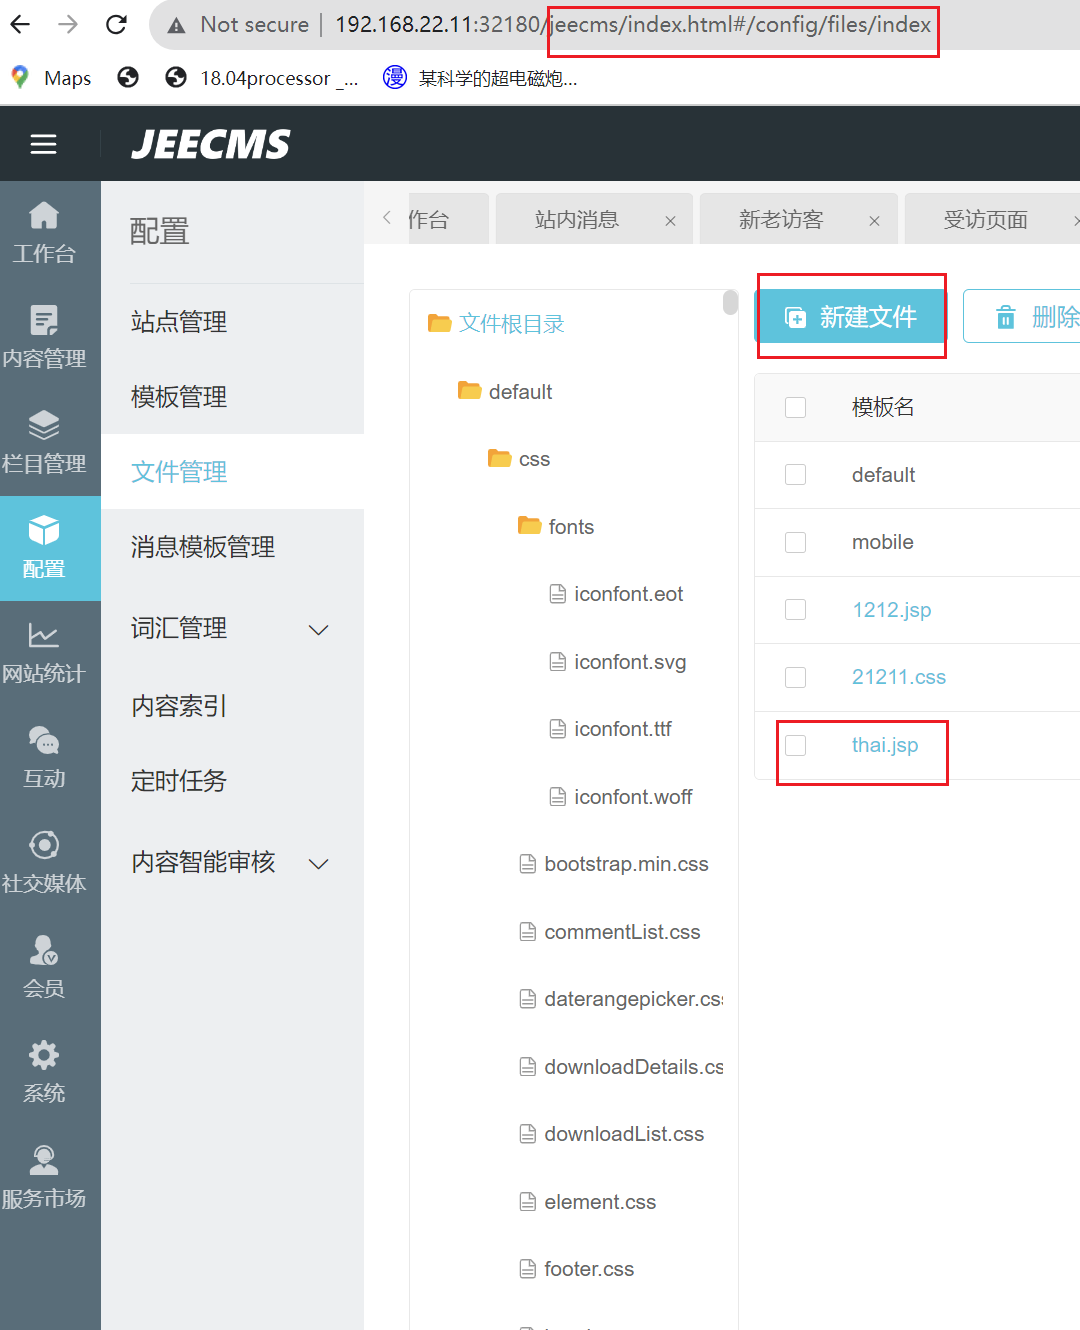 Not secure | 192.168.22.11:32180/jeecms/index.html#/config/files/index
Maps
18.04processor _...
漫 某科学的超电磁炮...
JEECMS
工作台
内容管理
栏目管理
配置
网站统计
互动
社交媒体
会员
系统
服务市场
配置
站点管理
模板管理
文件管理
消息模板管理
词汇管理
内容索引
定时任务
内容智能审核
作台
站内消息 ×
新老访客 ×
受访页面
文件根目录
default
css
fonts
iconfont.eot
iconfont.svg
iconfont.ttf
iconfont.woff
bootstrap.min.css
commentList.css
daterangepicker.cs
downloadDetails.cs
downloadList.css
element.css
footer.css
新建文件
删除
模板名
default
mobile
1212.jsp
21211.css
thai.jsp